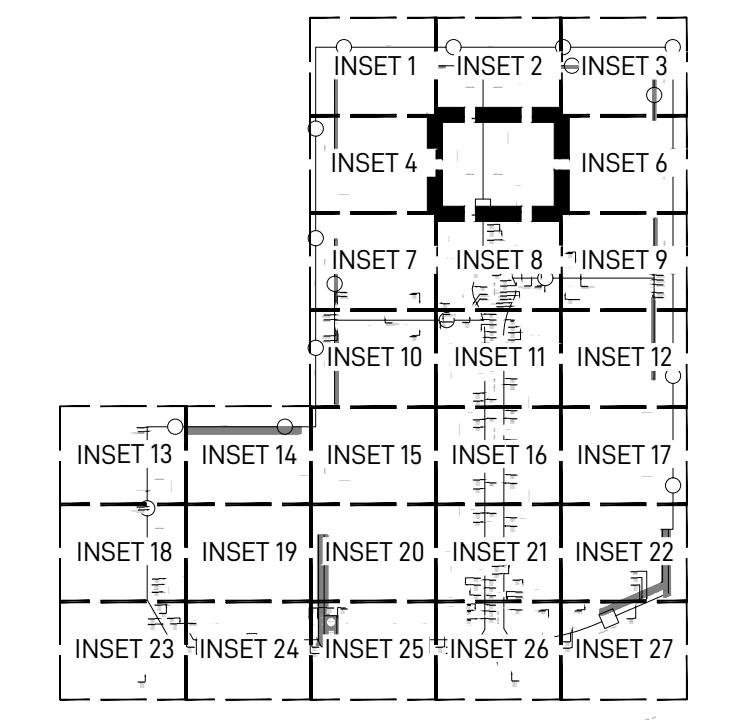 INSET 1 INSET 2 INSET 3
INSET 4 INSET 6
INSET 7 INSET 8 INSET 9
INSET 10 INSET 11 INSET 12
INSET 13 INSET 14 INSET 15 INSET 16 INSET 17
INSET 18 INSET 19 INSET 20 INSET 21 INSET 22
INSET 23 INSET 24 INSET 25 INSET 26 INSET 27